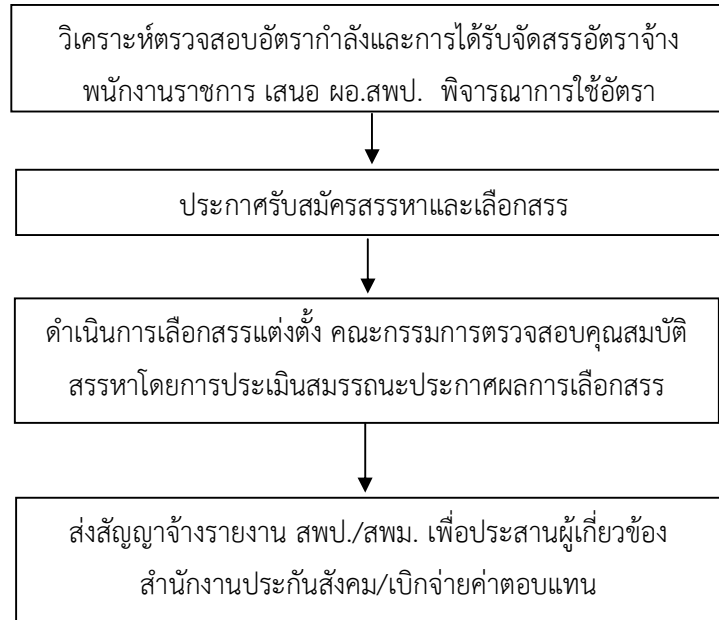 วิเคราะห์ตรวจสอบอัตรากำลังและการได้รับจัดสรรอัตราจ้าง
พนักงานราชการ เสนอ ผอ.สพป. พิจารณาการใช้อัตรา
ประกาศรับสมัครสรรหาและเลือกสรร
ดำเนินการเลือกสรรแต่งตั้ง คณะกรรมการตรวจสอบคุณสมบัติ
สรรหาโดยการประเมินสมรรถนะประกาศผลการเลือกสรร
ส่งสัญญาจ้างรายงาน สพป./สพม. เพื่อประสานผู้เกี่ยวข้อง
สำนักงานประกันสังคม/เบิกจ่ายค่าตอบแทน